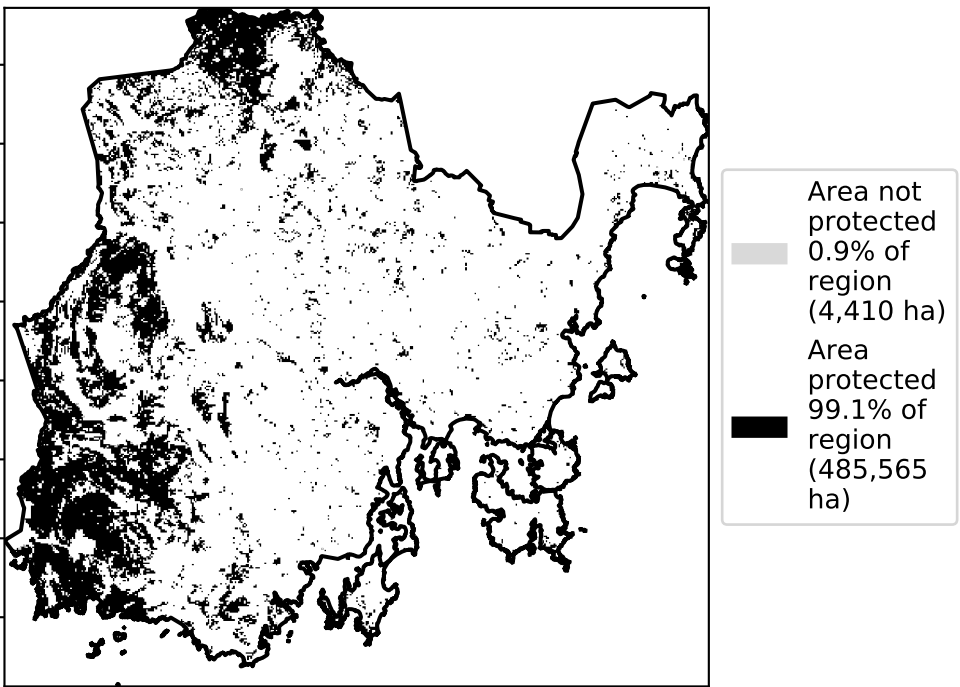 Area not
protected
0.9% of
region
(4,410 ha)
Area
protected
99.1% of
region
(485,565
ha)